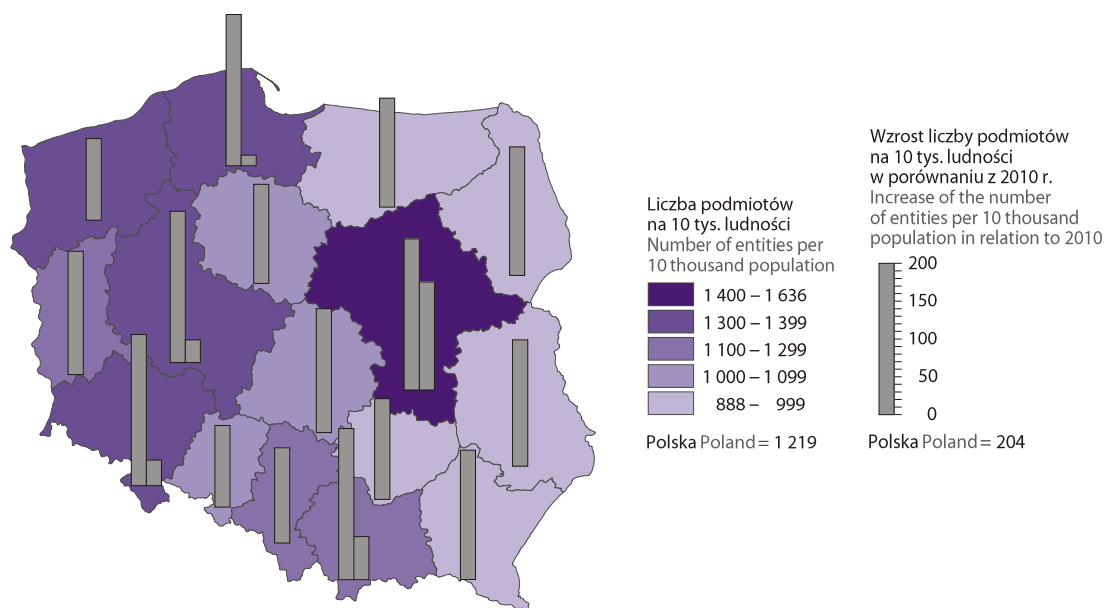 Liczba podmiotów
na 10 tys. ludności
Number of entities per
10 thousand population
1 400 – 1 636
1 300 – 1 399
1 100 – 1 299
1 000 – 1 099
888 – 999
Polska Poland = 1 219
Wzrost liczby podmiotów
na 10 tys. ludności
w porównaniu z 2010 r.
Increase of the number
of entities per 10 thousand
population in relation to 2010
200
150
100
50
0
Polska Poland = 204